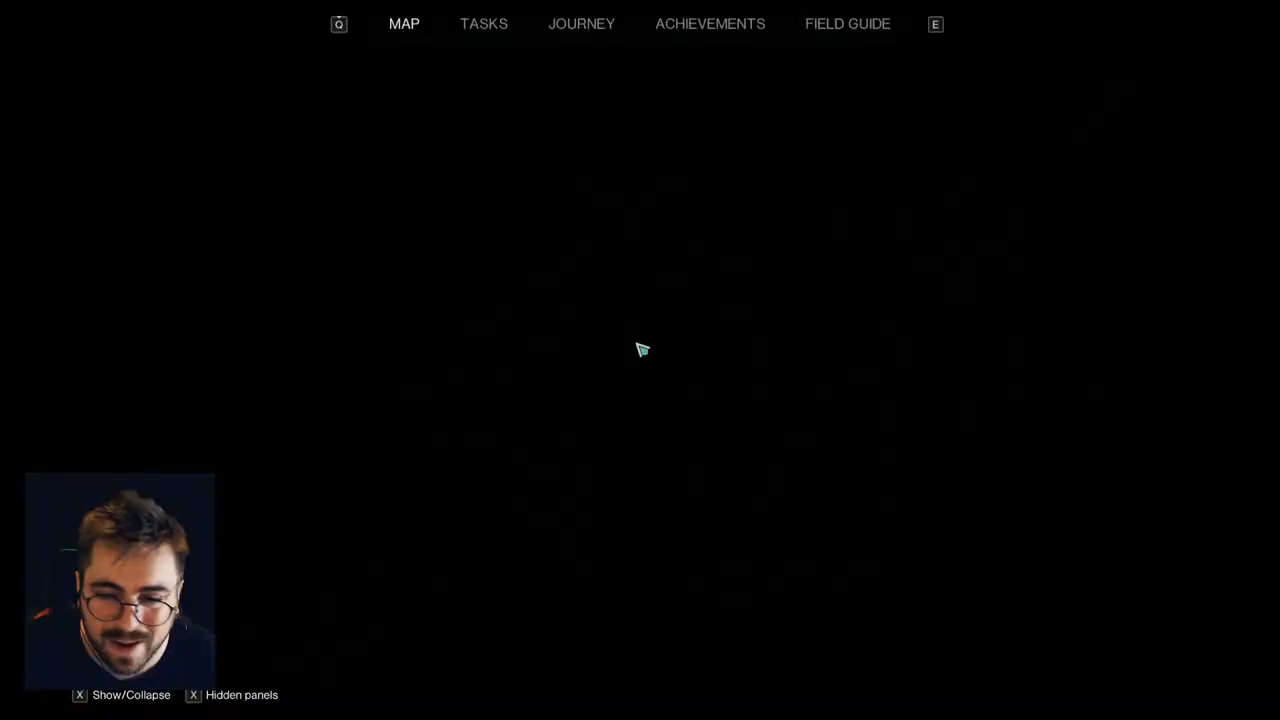 Q MAP TASKS JOURNEY ACHIEVEMENTS FIELD GUIDE E
X Show/Collapse X Hidden panels